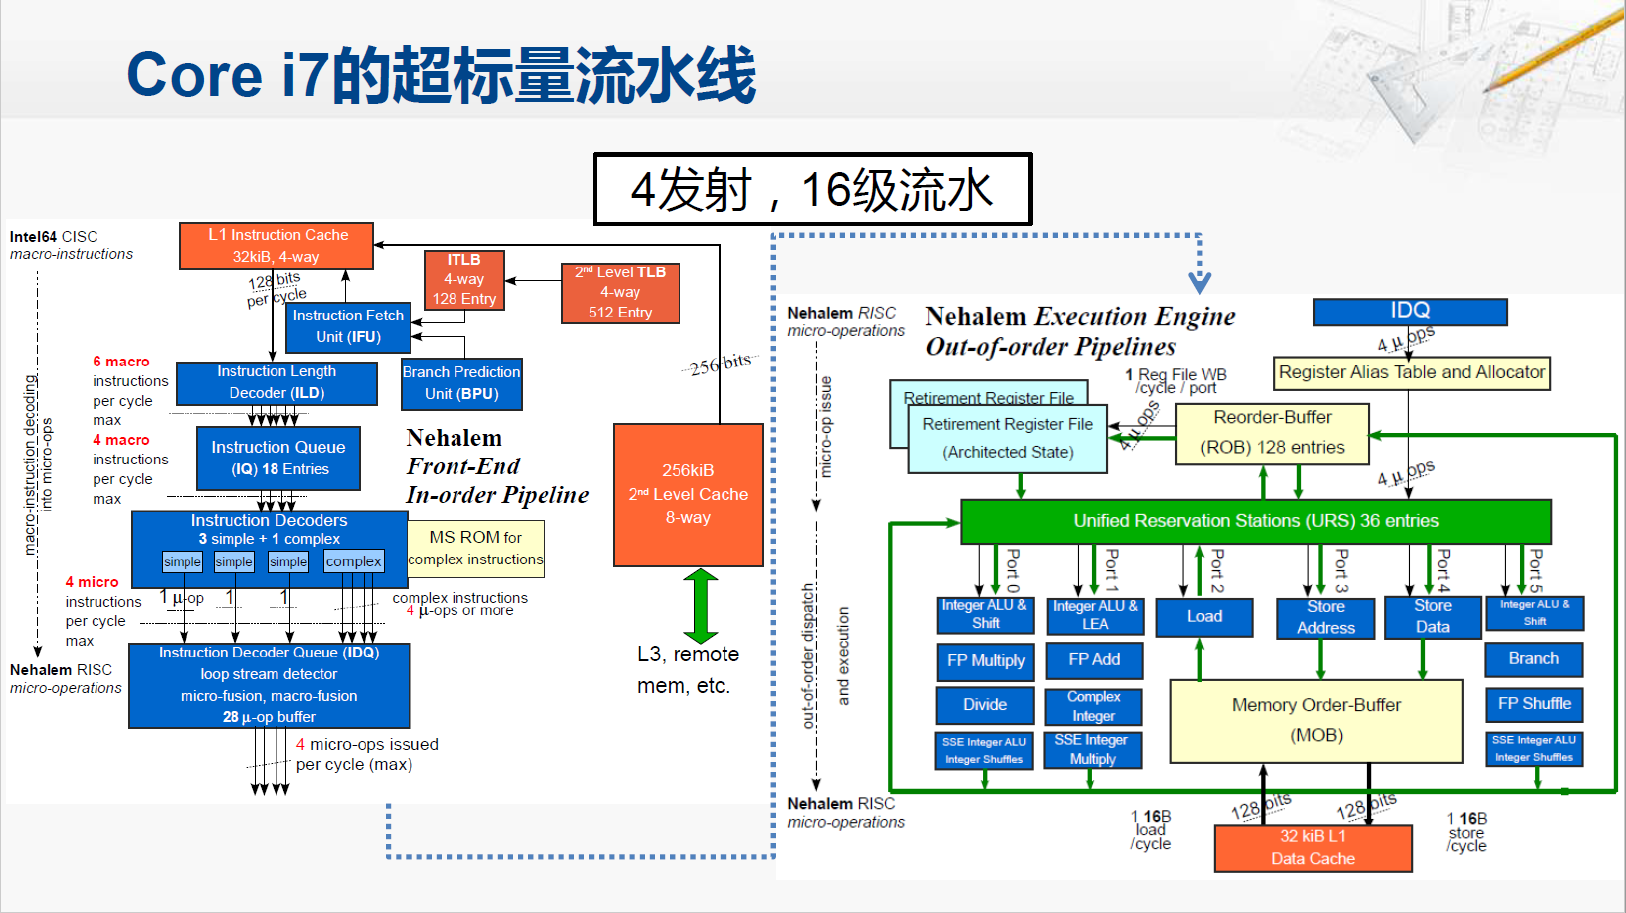 Core i7的超标量流水线
4发射，16级流水
Intel64 CISC
macro-instructions
L1 Instruction Cache
32kiB, 4-way
128 bits
per cycle
ITLB
4-way
128 Entry
2nd Level TLB
4-way
512 Entry
Instruction Fetch
Unit (IFU)
Branch Prediction
Unit (BPU)
256 bits
6 macro
instructions
per cycle
max
Instruction Length
Decoder (ILD)
4 macro
instructions
per cycle
max
Instruction Queue
(IQ) 18 Entries
macro-instruction decoding
into micro-ops
Nehalem
Front-End
In-order Pipeline
Instruction Decoders
3 simple + 1 complex
simple
simple
simple
complex
MS ROM for
complex instructions
4 micro
instructions
per cycle
max
1 μ-op
1
1
complex instructions
4 μ-ops or more
Nehalem RISC
micro-operations
Instruction Decoder Queue (IDQ)
loop stream detector
micro-fusion, macro-fusion
28 μ-op buffer
4 micro-ops issued
per cycle (max)
256kiB
2nd Level Cache
8-way
L3, remote
mem, etc.
Nehalem RISC
micro-operations
Nehalem Execution Engine
Out-of-order Pipelines
IDQ
4 μ ops
Register Alias Table and Allocator
1 Reg File WB
/cycle / port
Retirement Register File
Retirement Register File
(Architected State)
4 μ ops
Reorder-Buffer
(ROB) 128 entries
4 μ ops
micro-op issue
Unified Reservation Stations (URS) 36 entries
Port 0
Port 1
Port 2
Port 3
Port 4
Port 5
out-of-order dispatch
and execution
Integer ALU &
Shift
Integer ALU &
LEA
Load
Store
Address
Store
Data
Integer ALU &
Shift
FP Multiply
FP Add
Branch
Divide
Complex
Integer
FP Shuffle
SSE Integer ALU
Integer Shuffles
SSE Integer
Multiply
SSE Integer ALU
Integer Shuffles
Memory Order-Buffer
(MOB)
Nehalem RISC
micro-operations
1 16B
load
/cycle
128 bits
128 bits
1 16B
store
/cycle
32 kiB L1
Data Cache